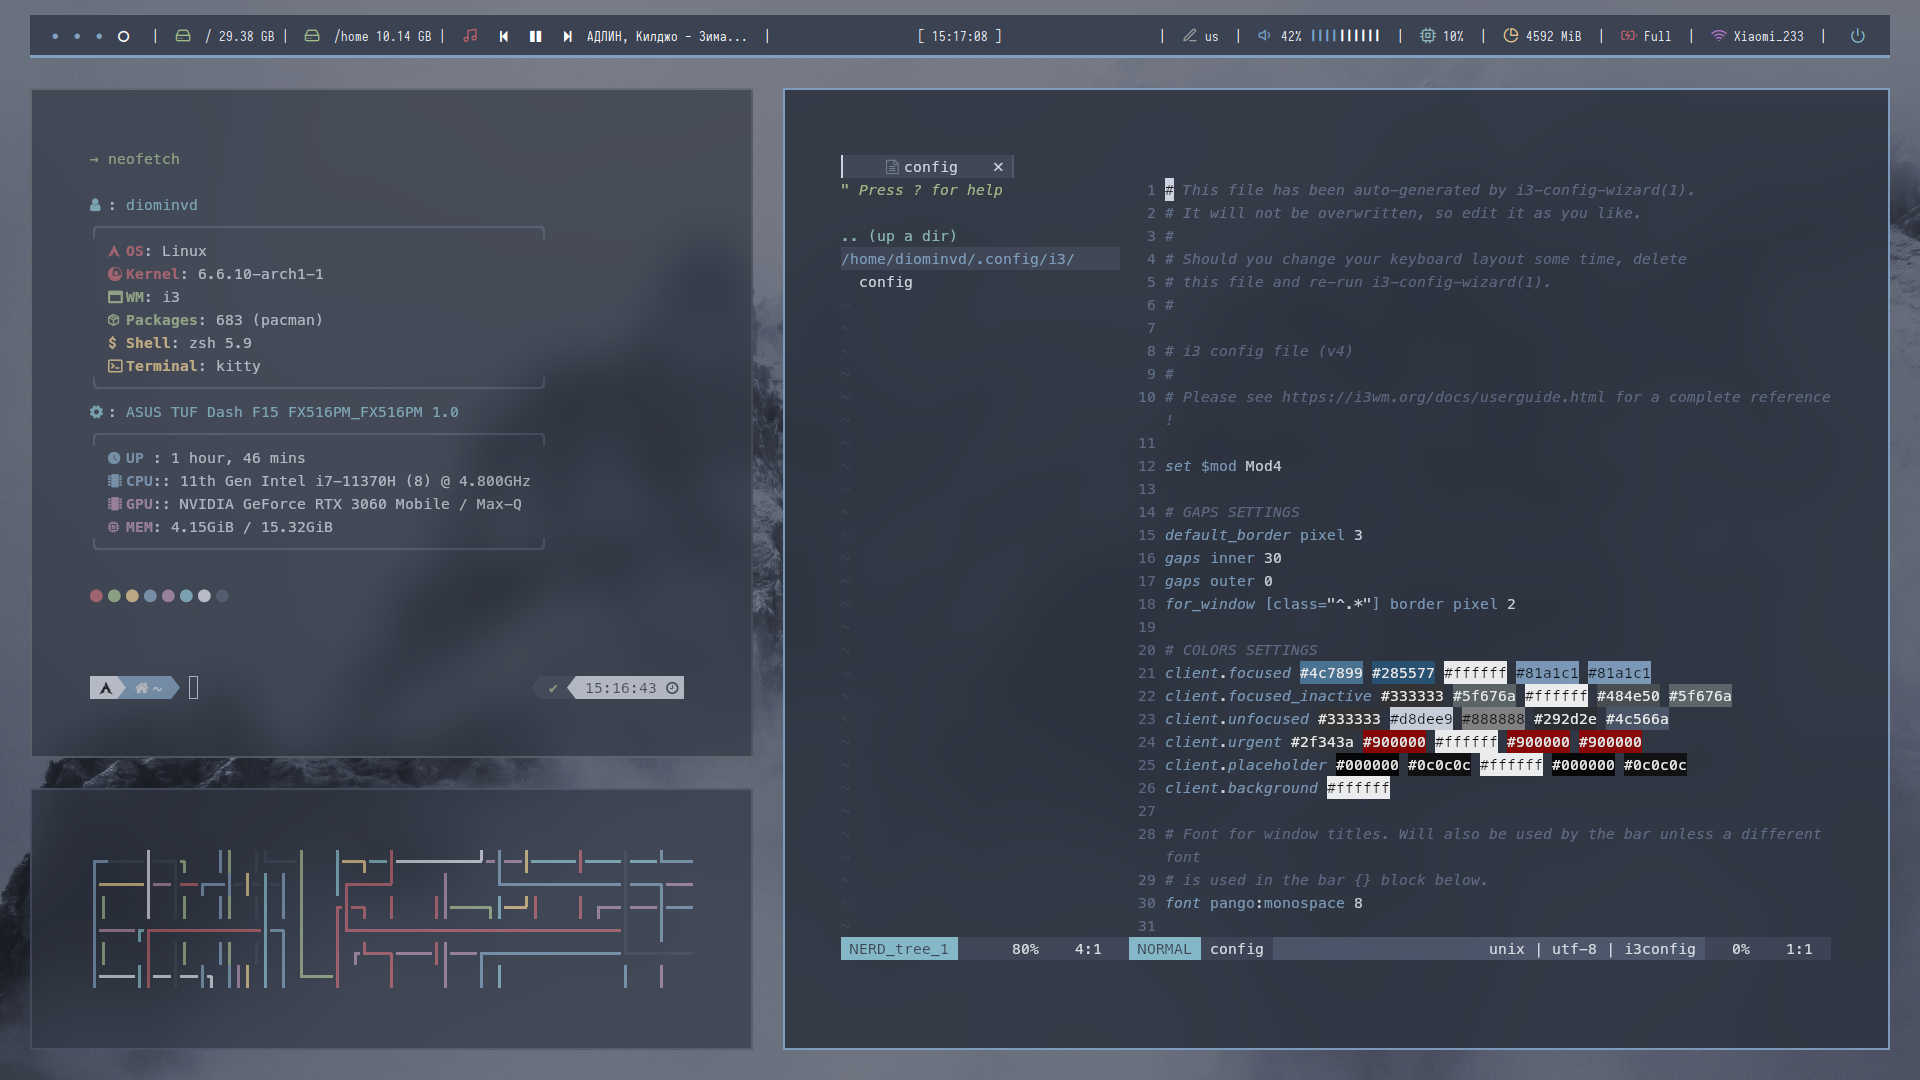 | / 29.38 GB | /home 10.14 GB | АДЛИН, Килджо - Зима... | [ 15:17:08 ] | us | 42% |||||||||||| | 10% | 4592 MiB | Full | Xiaomi_233 |
→ neofetch
: diominvd
OS: Linux
Kernel: 6.6.10-arch1-1
WM: i3
Packages: 683 (pacman)
$ Shell: zsh 5.9
Terminal: kitty
: ASUS TUF Dash F15 FX516PM_FX516PM 1.0
UP : 1 hour, 46 mins
CPU:: 11th Gen Intel i7-11370H (8) @ 4.800GHz
GPU:: NVIDIA GeForce RTX 3060 Mobile / Max-Q
MEM: 4.15GiB / 15.32GiB
~ ✔ 15:16:43
config ×
" Press ? for help
.. (up a dir)
/home/diominvd/.config/i3/
config
1 # This file has been auto-generated by i3-config-wizard(1).
2 # It will not be overwritten, so edit it as you like.
3 #
4 # Should you change your keyboard layout some time, delete
5 # this file and re-run i3-config-wizard(1).
6 #
7
8 # i3 config file (v4)
9 #
10 # Please see https://i3wm.org/docs/userguide.html for a complete reference
!
11
12 set $mod Mod4
13
14 # GAPS SETTINGS
15 default_border pixel 3
16 gaps inner 30
17 gaps outer 0
18 for_window [class="^.*"] border pixel 2
19
20 # COLORS SETTINGS
21 client.focused #4c7899 #285577 #ffffff #81a1c1 #81a1c1
22 client.focused_inactive #333333 #5f676a #ffffff #484e50 #5f676a
23 client.unfocused #333333 #d8dee9 #888888 #292d2e #4c566a
24 client.urgent #2f343a #900000 #ffffff #900000 #900000
25 client.placeholder #000000 #0c0c0c #ffffff #000000 #0c0c0c
26 client.background #ffffff
27
28 # Font for window titles. Will also be used by the bar unless a different
font
29 # is used in the bar {} block below.
30 font pango:monospace 8
31
NERD_tree_1 80% 4:1 NORMAL config unix | utf-8 | i3config 0% 1:1